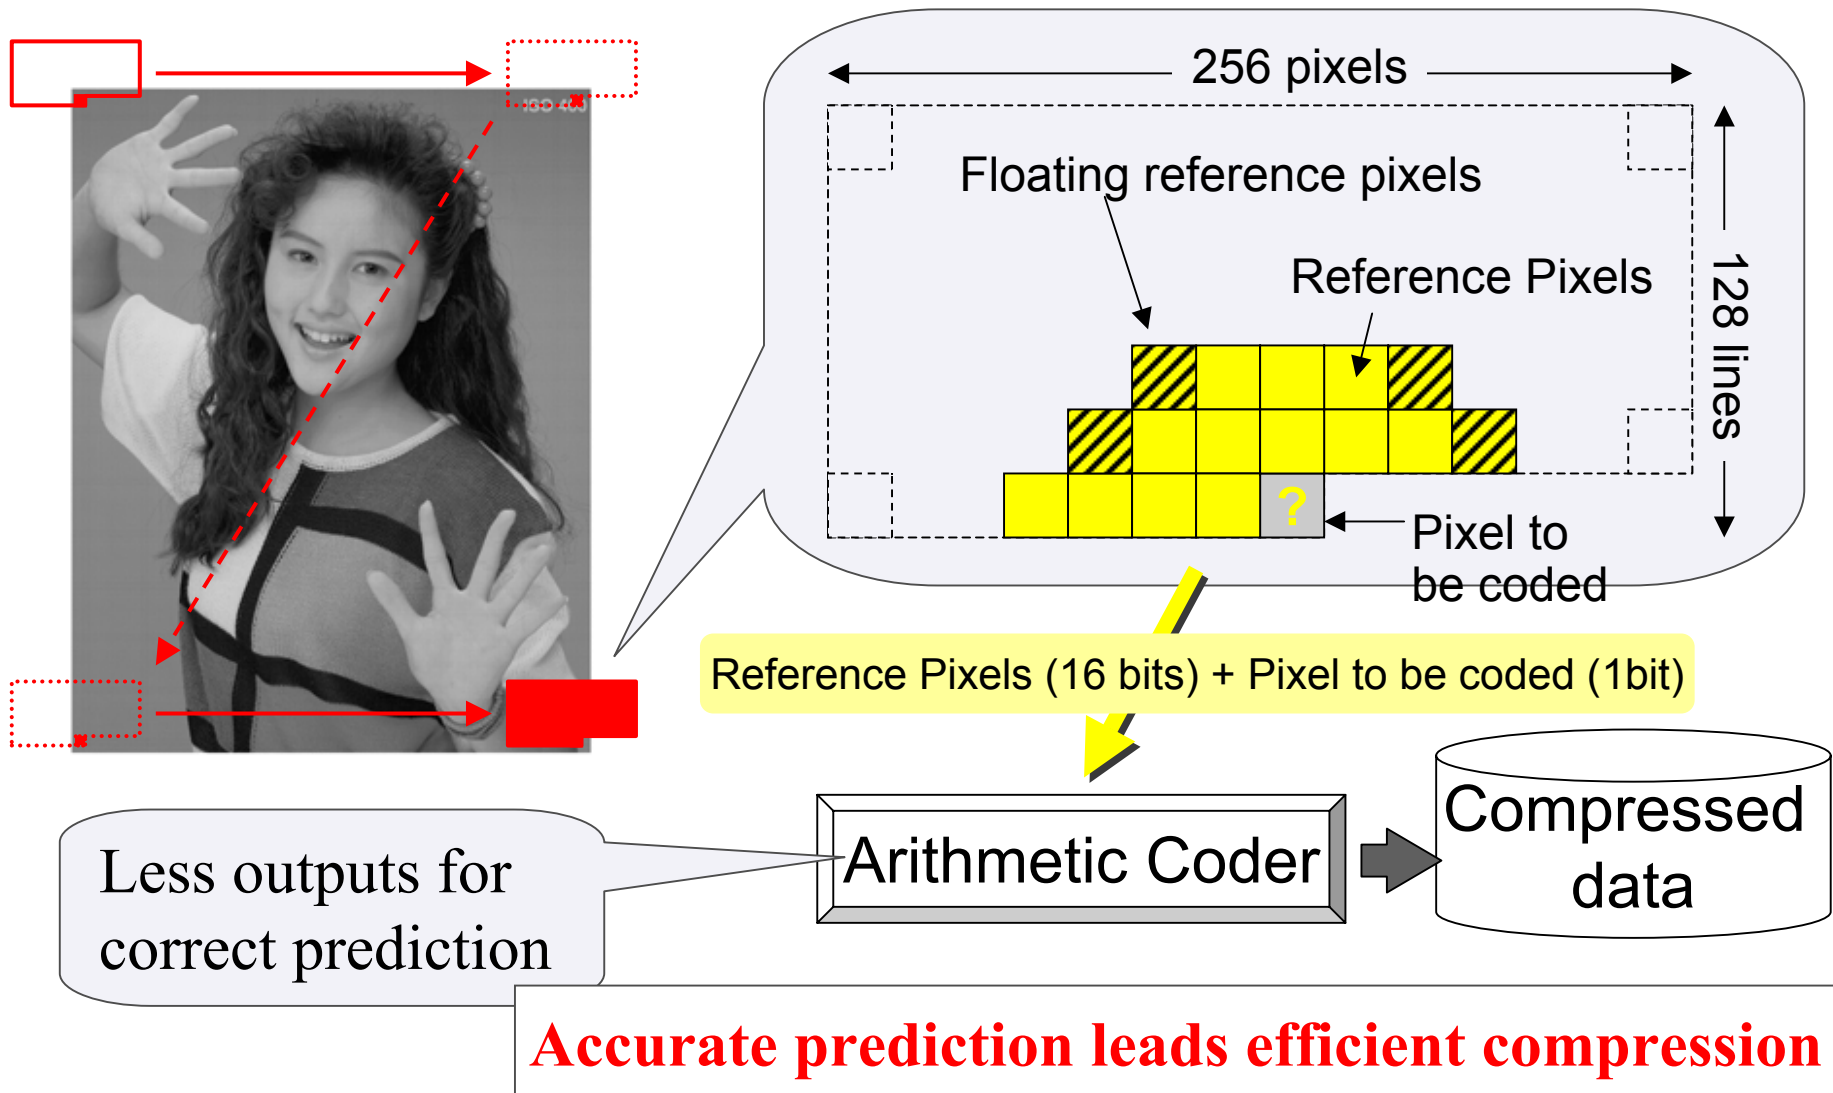 256 pixels
Floating reference pixels
Reference Pixels
128 lines
?
Pixel to
be coded
Reference Pixels (16 bits) + Pixel to be coded (1bit)
Less outputs for
correct prediction
Arithmetic Coder
Compressed
data
Accurate prediction leads efficient compression